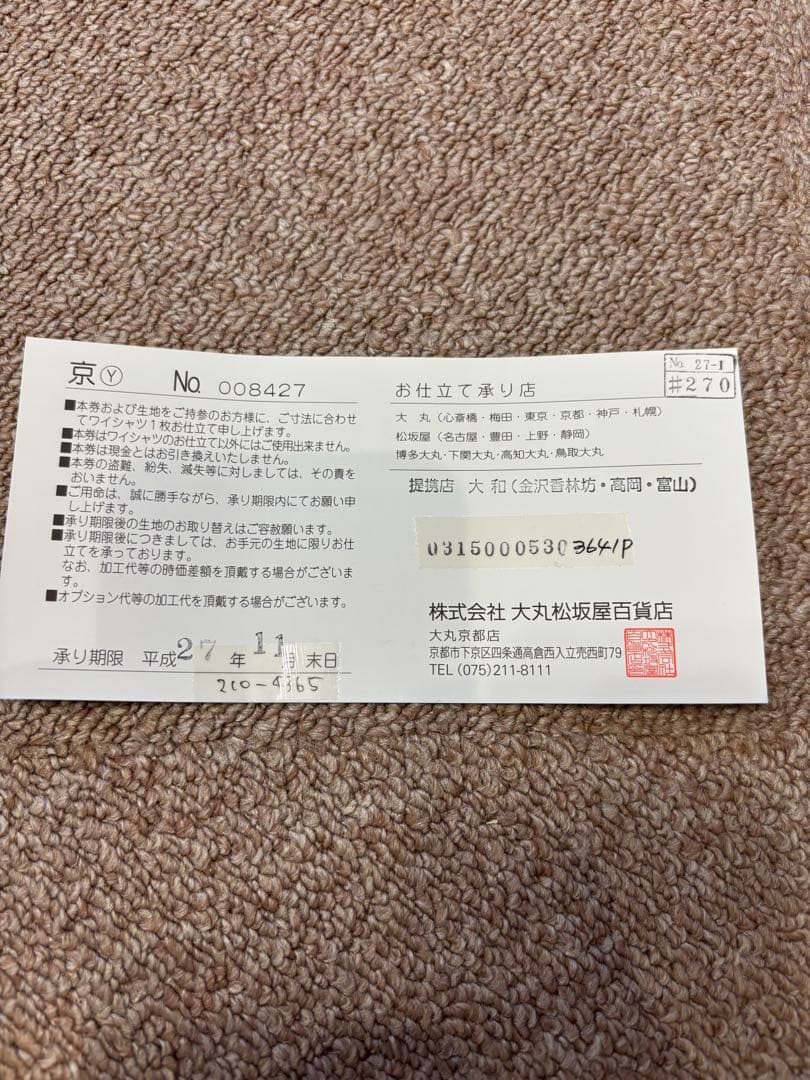 京Ⓨ No. 008427
■本券および生地をご持参のお方様に、ご寸法に合わせ
てワイシャツ1枚お仕立て申し上げます。
■本券はワイシャツのお仕立て以外にはご使用出来ません。
■本券は現金とはお引き換えいたしません。
■本券の盗難、紛失、滅失等に対しましては、その責を
おいません。
■ご用命は、誠に勝手ながら、承り期限内にてお願い申
し上げます。
■承り期限後の生地のお取り替えはご容赦願います。
■承り期限後につきましては、お手元の生地に限りお仕
立てを承っております。
なお、加工代等の時価差額を頂戴する場合がございま
す。
■オプション代等の加工代を頂戴する場合がございます。
承り期限 平成27年11月末日
210-4365
No. 27-1
#270
お仕立て承り店
大 丸(心斎橋・梅田・東京・京都・神戸・札幌)
松坂屋(名古屋・豊田・上野・静岡)
博多大丸・下関大丸・高知大丸・鳥取大丸
提携店 大 和(金沢香林坊・高岡・富山)
0315000530 3641P
株式会社 大丸松坂屋百貨店
大丸京都店
京都市下京区四条通高倉西入立売西町79
TEL (075)211-8111